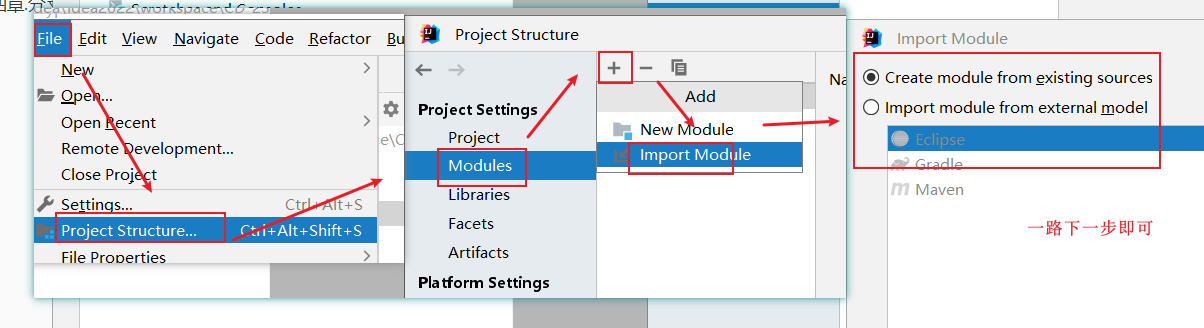 File Edit View Navigate Code Refactor
New
Open...
Open Recent
Remote Development...
Close Project
Settings... Ctrl+Alt+S
Project Structure... Ctrl+Alt+Shift+S
File Properties
Project Structure
Project Settings
Project
Modules
Libraries
Facets
Artifacts
Platform Settings
Add
New Module
Import Module
Na
Import Module
Create module from existing sources
Import module from external model
Eclipse
Gradle
Maven
一路下一步即可